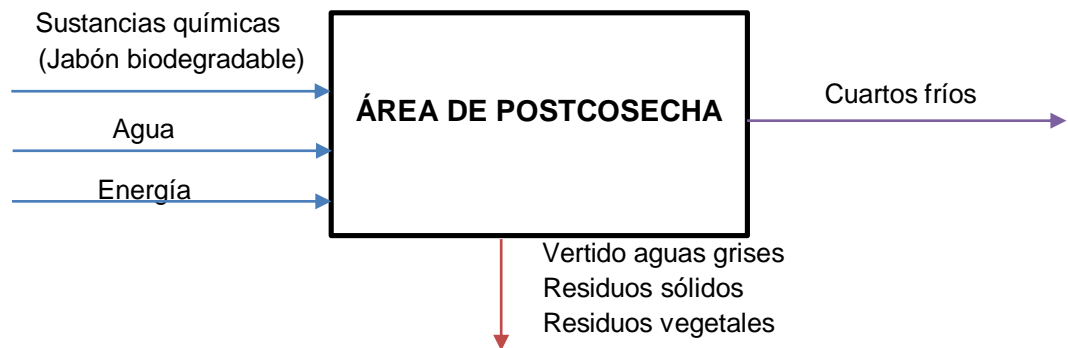 Sustancias químicas
(Jabón biodegradable)
Agua
Energía
ÁREA DE POSTCOSECHA
Cuartos fríos
Vertido aguas grises
Residuos sólidos
Residuos vegetales